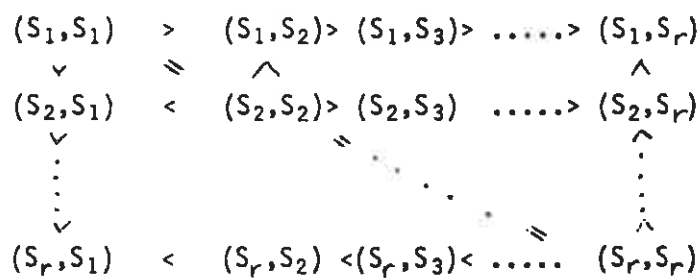 (S₁,S₁) > (S₁,S₂)> (S₁,S₃)> .....> (S₁,Sᵣ)
∨ = ∧ ∧
(S₂,S₁) < (S₂,S₂)> (S₂,S₃) .....> (S₂,Sᵣ)
∨ = ∧
∨ = ∧
(Sᵣ,S₁) < (Sᵣ,S₂) <(Sᵣ,S₃)< ..... (Sᵣ,Sᵣ)